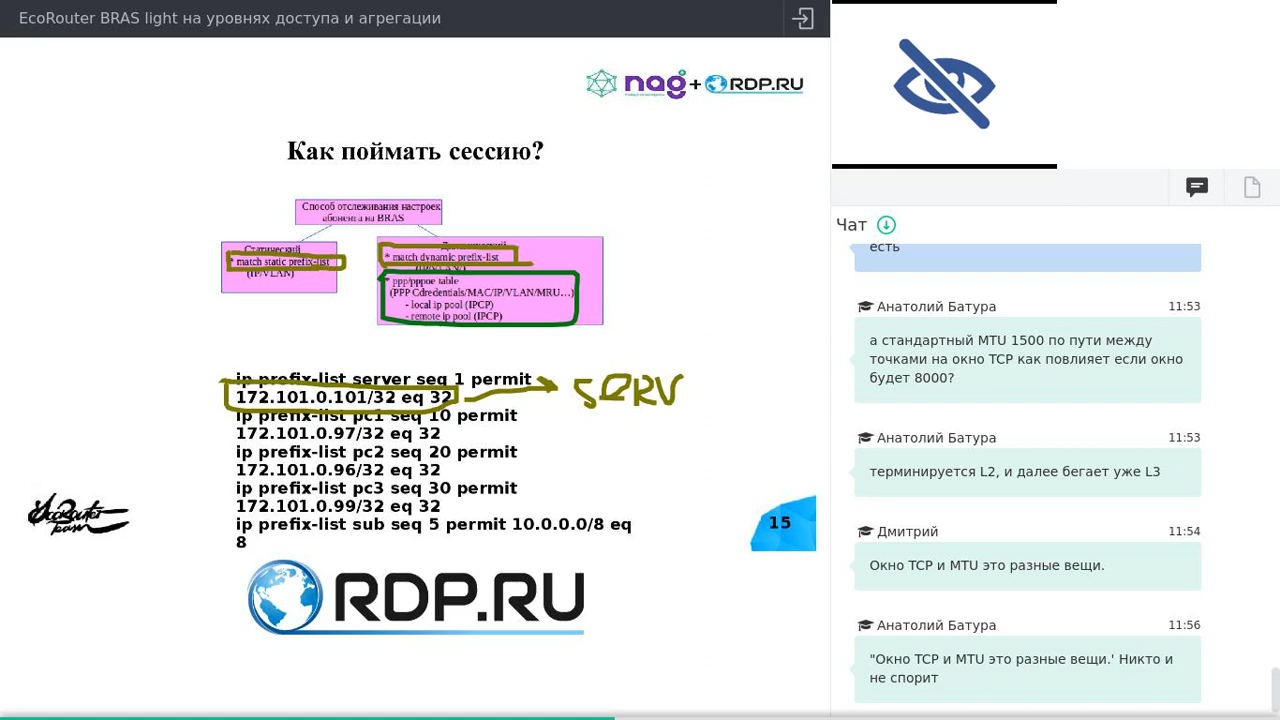 EcoRouter BRAS light на уровнях доступа и агрегации
nag + RDP.RU
Как поймать сессию?
Способ отслеживания настроек
абонента на BRAS
Статический
* match static prefix-list
(IP/VLAN)
* match dynamic prefix-list
(IP/VLAN)
* ppp/pppoe table
(PPP Cdredentials/MAC/IP/VLAN/MRU...)
- local ip pool (IPCP)
- remote ip pool (IPCP)
ip prefix-list server seq 1 permit
172.101.0.101/32 eq 32
SERV
ip prefix-list pc1 seq 10 permit
172.101.0.97/32 eq 32
ip prefix-list pc2 seq 20 permit
172.101.0.96/32 eq 32
ip prefix-list pc3 seq 30 permit
172.101.0.99/32 eq 32
ip prefix-list sub seq 5 permit 10.0.0.0/8 eq
8
EcoRouter
team
15
RDP.RU
Чат
есть
Анатолий Батура 11:53
а стандартный MTU 1500 по пути между
точками на окно TCP как повлияет если окно
будет 8000?
Анатолий Батура 11:53
терминируется L2, и далее бегает уже L3
Дмитрий 11:54
Окно TCP и MTU это разные вещи.
Анатолий Батура 11:56
"Окно TCP и MTU это разные вещи.' Никто и
не спорит